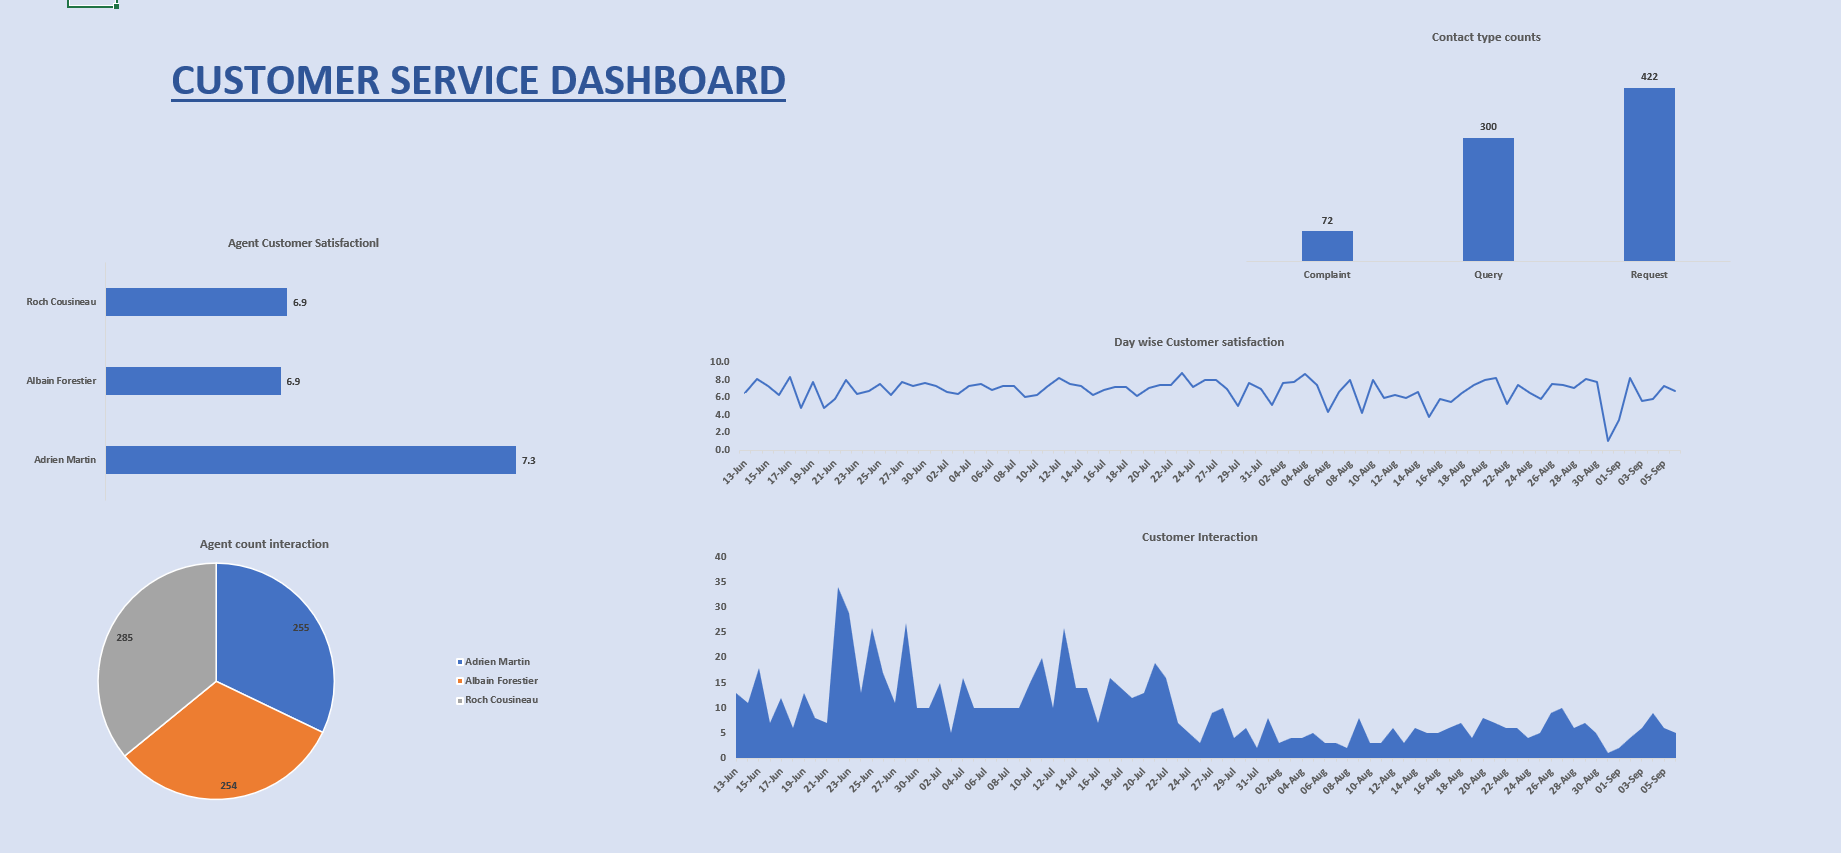 CUSTOMER SERVICE DASHBOARD
Contact type counts
422
300
72
Complaint Query Request
Agent Customer Satisfactionl
Roch Cousineau 6.9
Albain Forestier 6.9
Adrien Martin 7.3
Day wise Customer satisfaction
10.0
8.0
6.0
4.0
2.0
0.0
13-Jun 15-Jun 17-Jun 19-Jun 21-Jun 23-Jun 25-Jun 27-Jun 30-Jun 02-Jul 04-Jul 06-Jul 08-Jul 10-Jul 12-Jul 14-Jul 16-Jul 18-Jul 20-Jul 22-Jul 24-Jul 27-Jul 29-Jul 31-Jul 02-Aug 04-Aug 06-Aug 08-Aug 10-Aug 12-Aug 14-Aug 16-Aug 18-Aug 20-Aug 22-Aug 24-Aug 26-Aug 28-Aug 30-Aug 01-Sep 03-Sep 05-Sep
Agent count interaction
285
255
254
Adrien Martin
Albain Forestier
Roch Cousineau
Customer Interaction
40
35
30
25
20
15
10
5
0
13-Jun 15-Jun 17-Jun 19-Jun 21-Jun 23-Jun 25-Jun 27-Jun 30-Jun 02-Jul 04-Jul 06-Jul 08-Jul 10-Jul 12-Jul 14-Jul 16-Jul 18-Jul 20-Jul 22-Jul 24-Jul 27-Jul 29-Jul 31-Jul 02-Aug 04-Aug 06-Aug 08-Aug 10-Aug 12-Aug 14-Aug 16-Aug 18-Aug 20-Aug 22-Aug 24-Aug 26-Aug 28-Aug 30-Aug 01-Sep 03-Sep 05-Sep